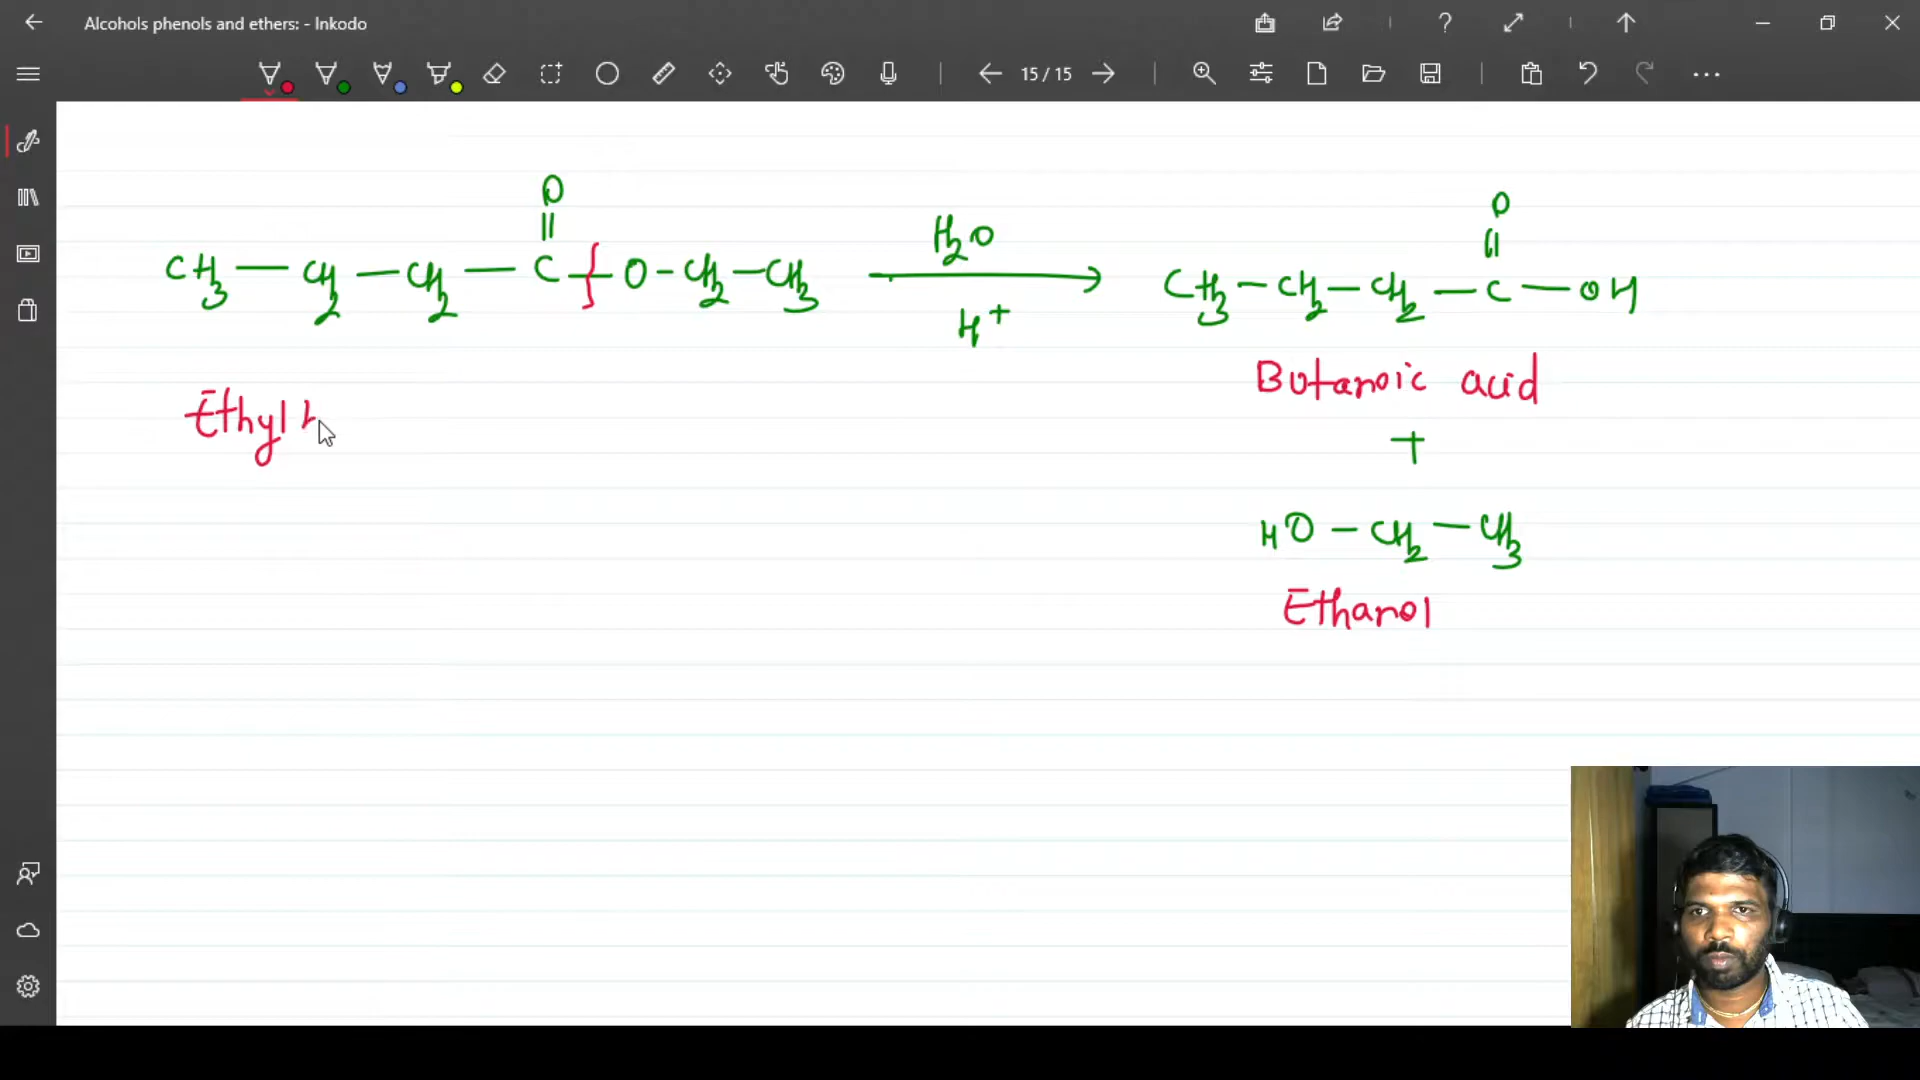 Alcohols phenols and ethers: - Inkodo
15 / 15
O
||
CH3 — CH2 — CH2 — C — O — CH2 — CH3
H2O
H+
O
||
CH3 — CH2 — CH2 — C — OH
Ethyl
Butanoic acid
+
HO — CH2 — CH3
Ethanol